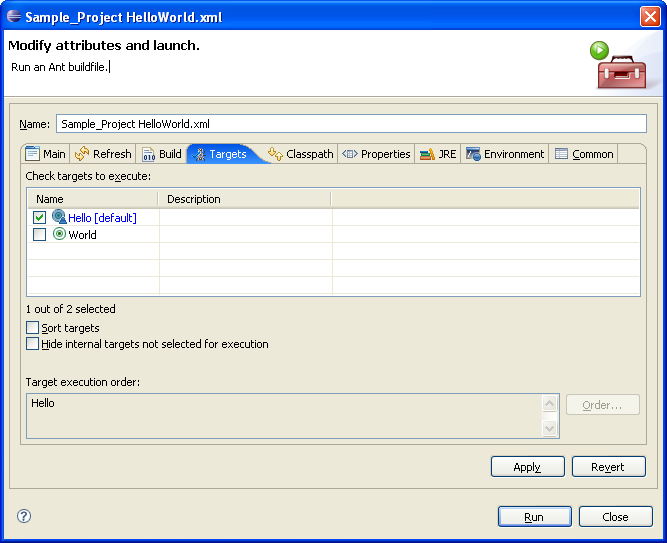 Sample_Project HelloWorld.xml
Modify attributes and launch.
Run an Ant buildfile.
Name: Sample_Project HelloWorld.xml
Main Refresh Build Targets Classpath Properties JRE Environment Common
Check targets to execute:
Name Description
Hello [default]
World
1 out of 2 selected
Sort targets
Hide internal targets not selected for execution
Target execution order:
Hello
Order...
Apply Revert
Run Close